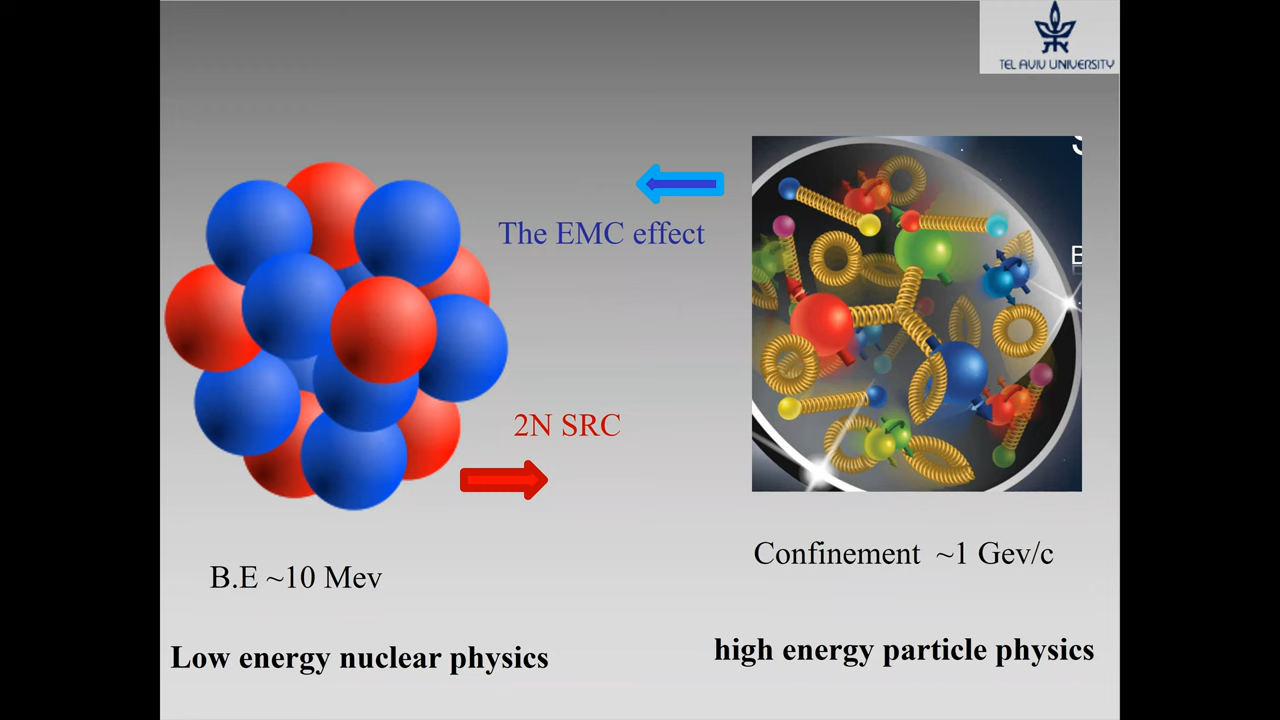 TEL AVIV UNIVERSITY
The EMC effect
2N SRC
B.E ~10 Mev
Confinement ~1 Gev/c
Low energy nuclear physics
high energy particle physics